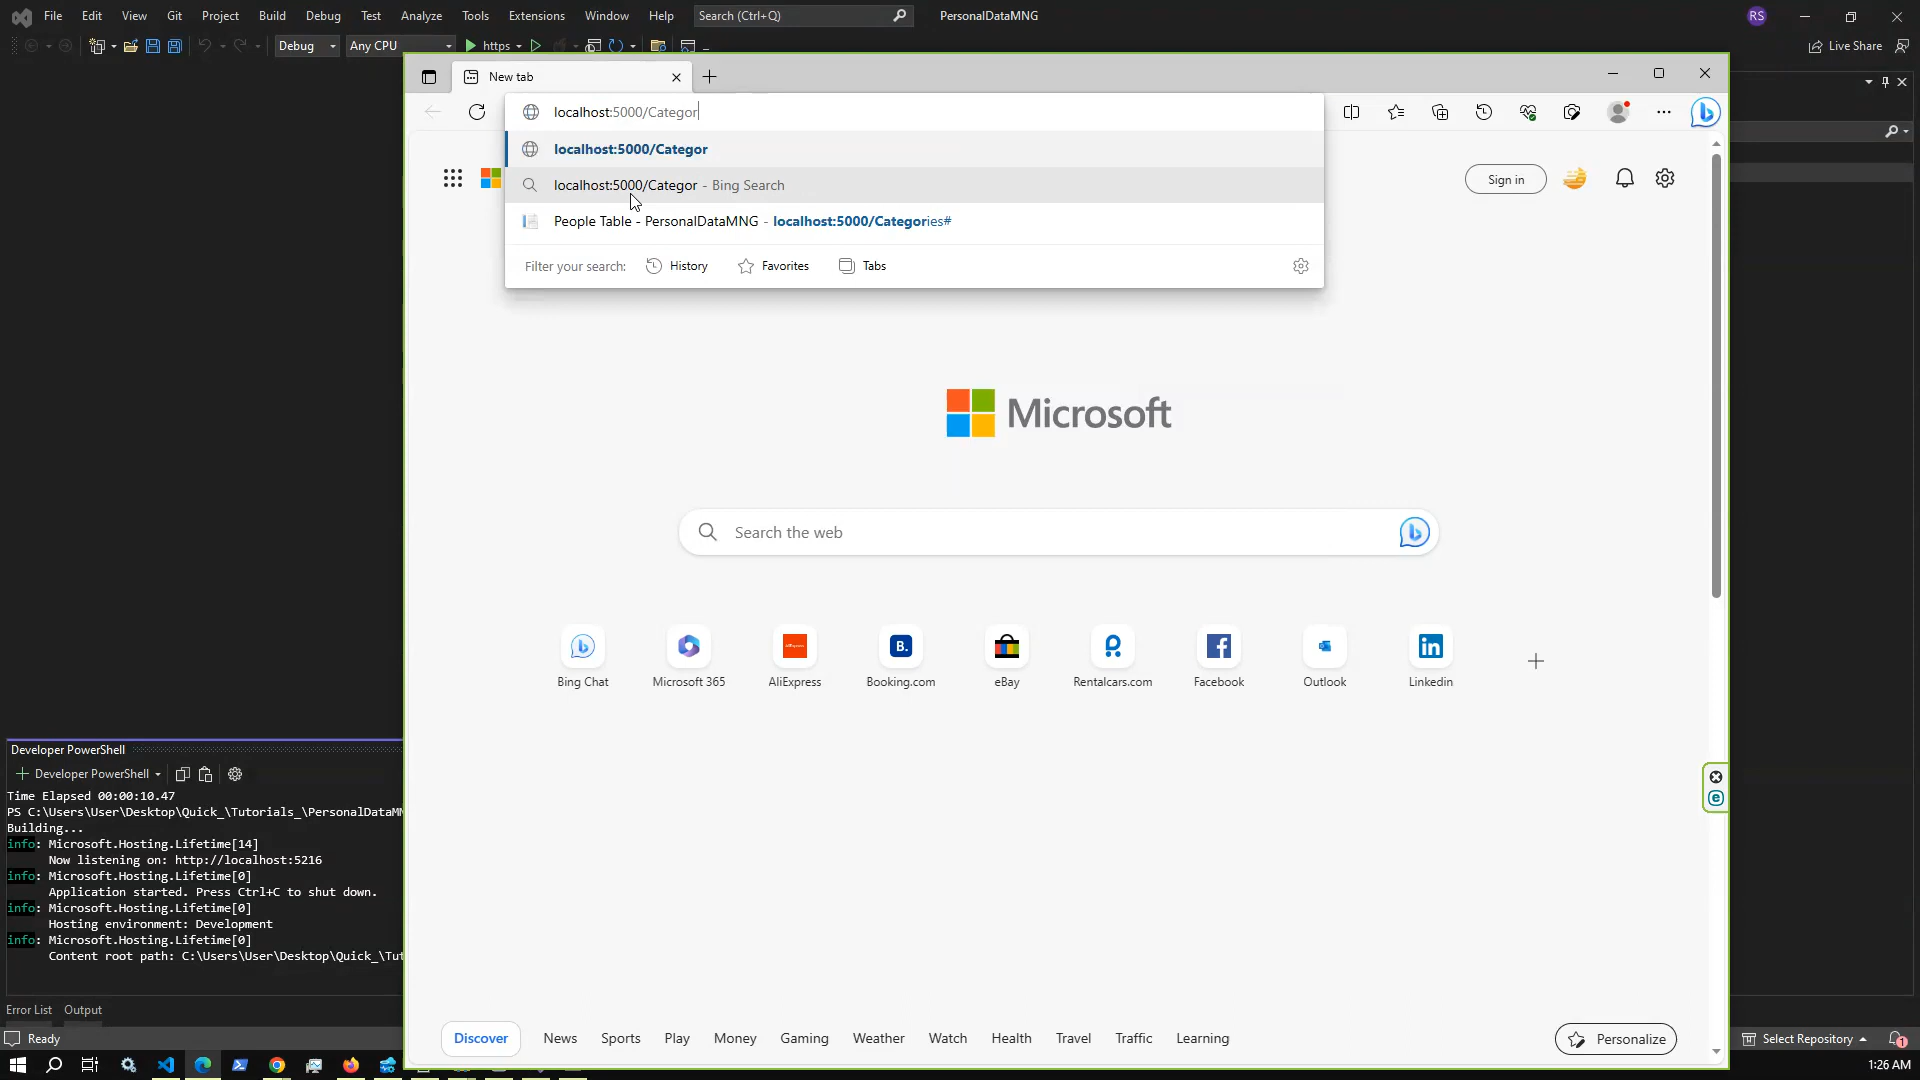 File Edit View Git Project Build Debug Test Analyze Tools Extensions Window Help Search (Ctrl+Q) PersonalDataMNG RS
Debug Any CPU https Live Share
New tab
localhost:5000/Categor
localhost:5000/Categor
localhost:5000/Categor - Bing Search
People Table - PersonalDataMNG - localhost:5000/Categories#
Filter your search: History Favorites Tabs
Sign in
Microsoft
Search the web
Bing Chat Microsoft 365 AliExpress Booking.com eBay Rentalcars.com Facebook Outlook Linkedin
Discover News Sports Play Money Gaming Weather Watch Health Travel Traffic Learning Personalize
Developer PowerShell
Developer PowerShell
Time Elapsed 00:00:10.47
PS C:\Users\User\Desktop\Quick_\Tutorials_\PersonalDataMN
Building...
info: Microsoft.Hosting.Lifetime[14]
Now listening on: http://localhost:5216
info: Microsoft.Hosting.Lifetime[0]
Application started. Press Ctrl+C to shut down.
info: Microsoft.Hosting.Lifetime[0]
Hosting environment: Development
info: Microsoft.Hosting.Lifetime[0]
Content root path: C:\Users\User\Desktop\Quick_\Tut
Error List Output
Ready Select Repository 1
1:26 AM